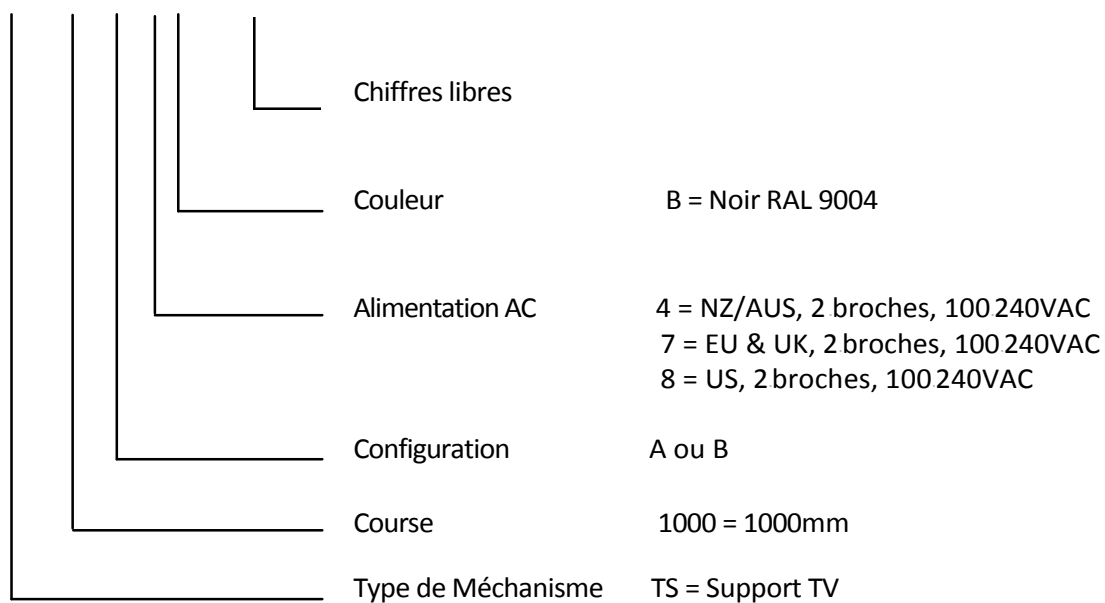 Chiffres libres
Couleur B = Noir RAL 9004
Alimentation AC 4 = NZ/AUS, 2 broches, 100-240VAC
7 = EU & UK, 2-broches, 100-240VAC
8 = US, 2-broches, 100-240VAC
Configuration A ou B
Course 1000 = 1000mm
Type de Méchanisme TS = Support TV